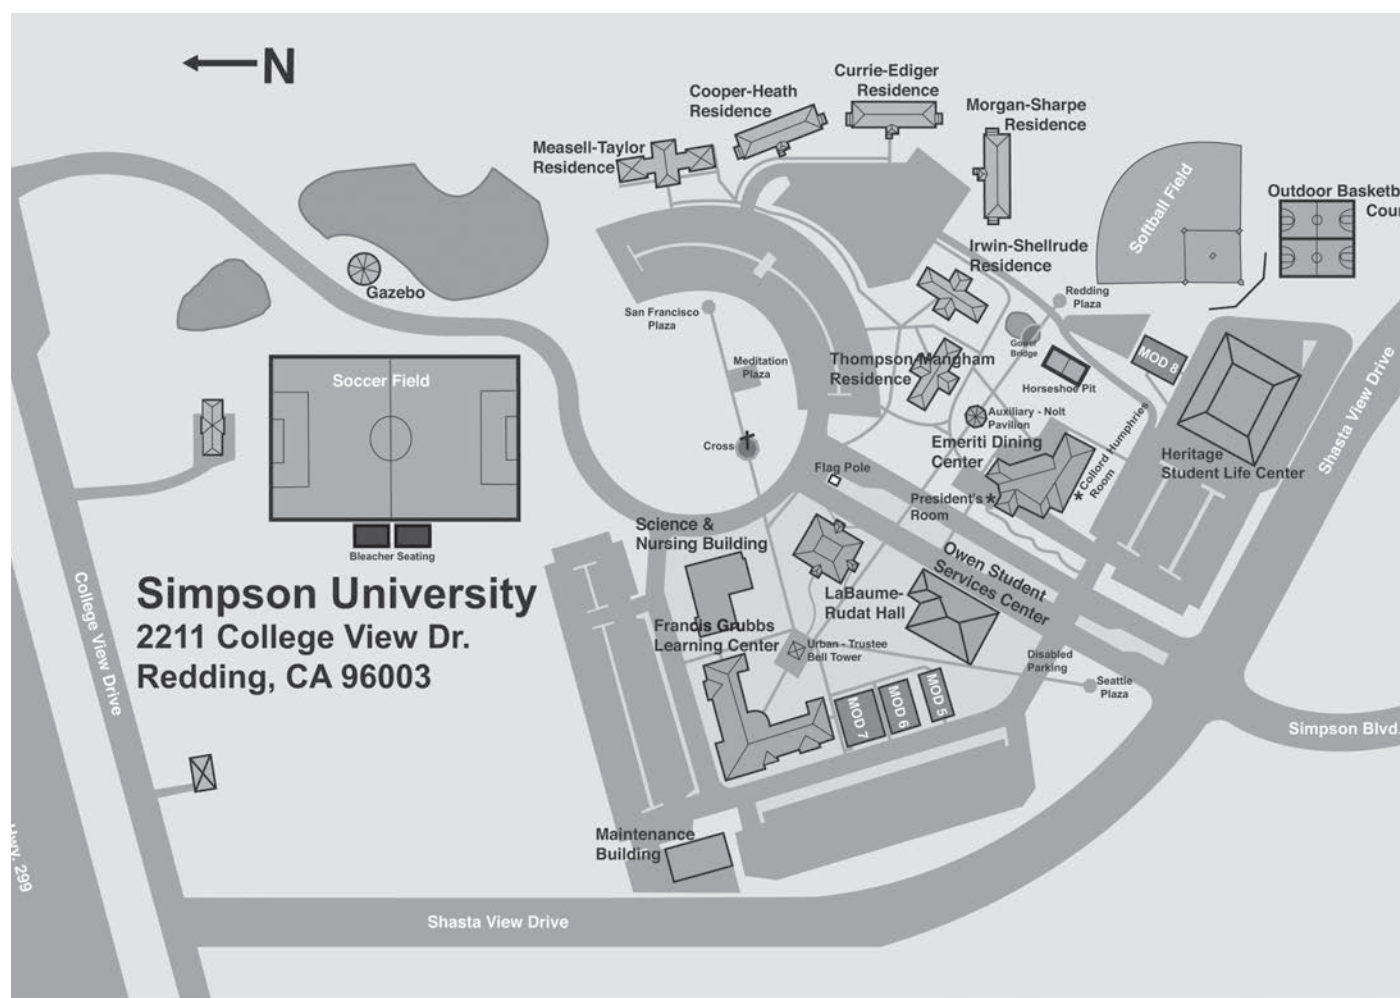 N
Currie-Ediger
Residence
Cooper-Heath
Residence
Morgan-Sharpe
Residence
Measell-Taylor
Residence
Softball Field
Outdoor Basketb
Cour
Irwin-Shellrude
Residence
Gazebo
San Francisco
Plaza
Redding
Plaza
Gower
Bridge
MOD 8
Meditation
Plaza
Thompson Mangham
Residence
Horseshoe Pit
Soccer Field
Shasta View Drive
Auxiliary - Nolt
Pavilion
Cross
Emeriti Dining
Center
Collord Humphries
Room
Heritage
Student Life Center
Flag Pole
President's
Room
Bleacher Seating
Science &
Nursing Building
Owen Student
Services Center
Simpson University
2211 College View Dr.
Redding, CA 96003
College View Drive
LaBaume-
Rudat Hall
Francis Grubbs
Learning Center
Urban - Trustee
Bell Tower
Disabled
Parking
Seattle
Plaza
MOD 7
MOD 6
MOD 5
Simpson Blvd.
Maintenance
Building
Hwy. 299
Shasta View Drive